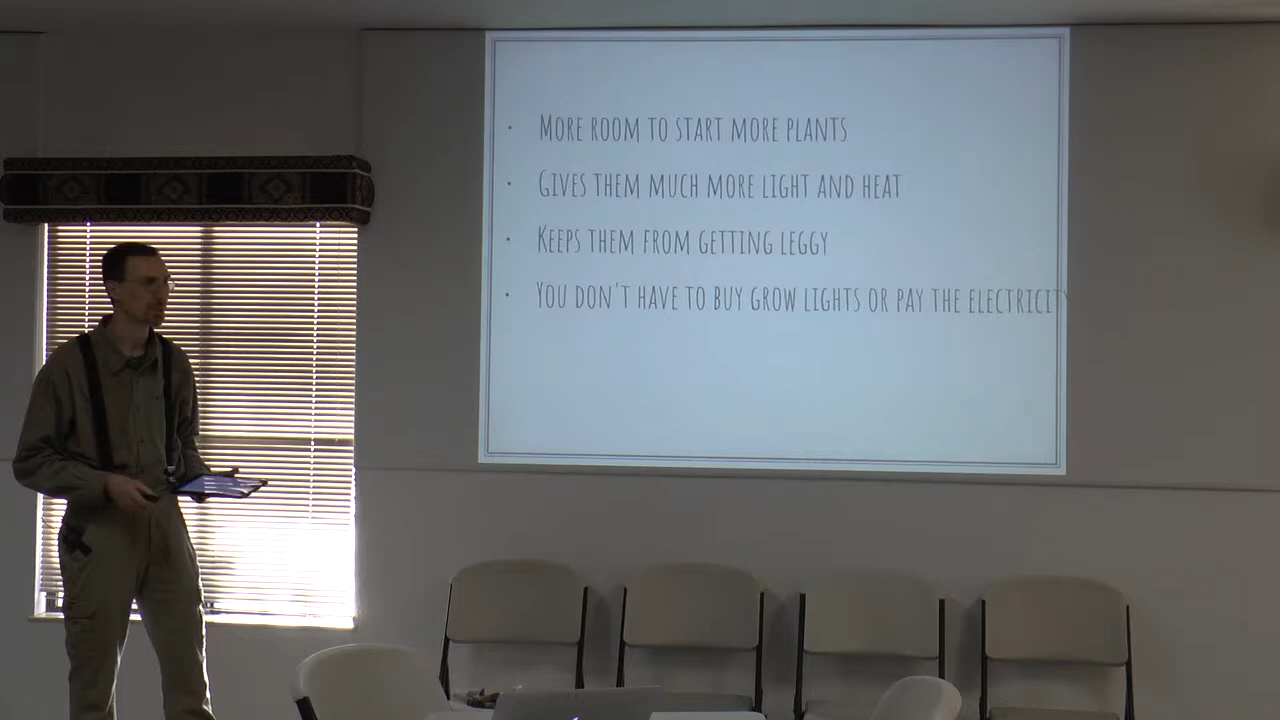 · MORE ROOM TO START MORE PLANTS
· GIVES THEM MUCH MORE LIGHT AND HEAT
· KEEPS THEM FROM GETTING LEGGY
· YOU DON'T HAVE TO BUY GROW LIGHTS OR PAY THE ELECTRICITY